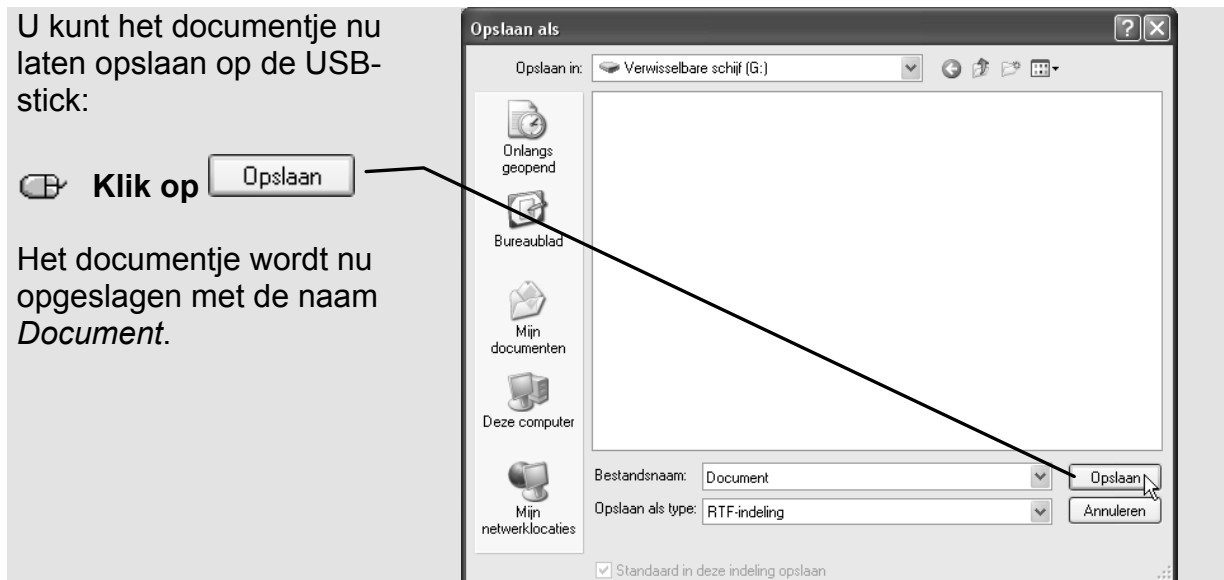 U kunt het documentje nu
laten opslaan op de USB-
stick:
Klik op Opslaan
Het documentje wordt nu
opgeslagen met de naam
Document.
Opslaan als
Opslaan in: Verwisselbare schijf (G:)
Onlangs
geopend
Bureaublad
Mijn
documenten
Deze computer
Mijn
netwerklocaties
Bestandsnaam: Document Opslaan
Opslaan als type: RTF-indeling Annuleren
Standaard in deze indeling opslaan